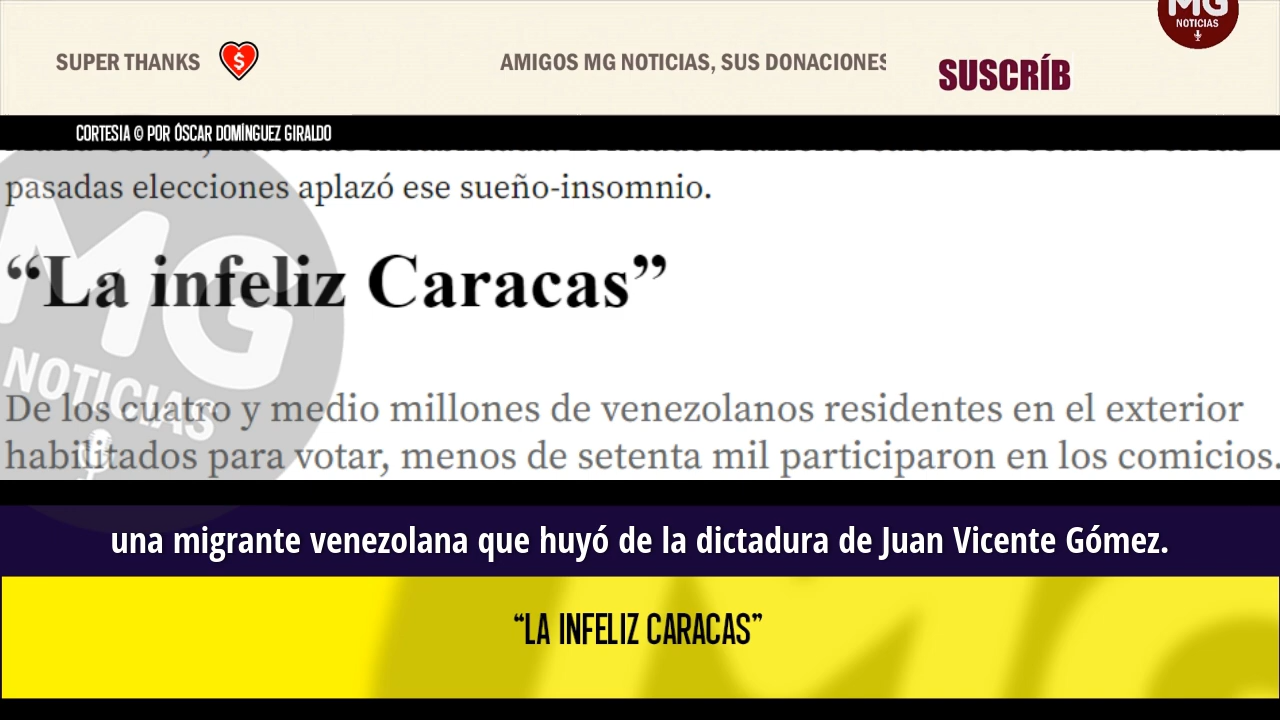 MG
NOTICIAS
SUPER THANKS
$
AMIGOS MG NOTICIAS, SUS DONACIONES
SUSCRÍB
CORTESIA © POR ÓSCAR DOMÍNGUEZ GIRALDO
pasadas elecciones aplazó ese sueño-insomnio.
“La infeliz Caracas”
MG
NOTICIAS
De los cuatro y medio millones de venezolanos residentes en el exterior
habilitados para votar, menos de setenta mil participaron en los comicios.
una migrante venezolana que huyó de la dictadura de Juan Vicente Gómez.
“LA INFELIZ CARACAS”